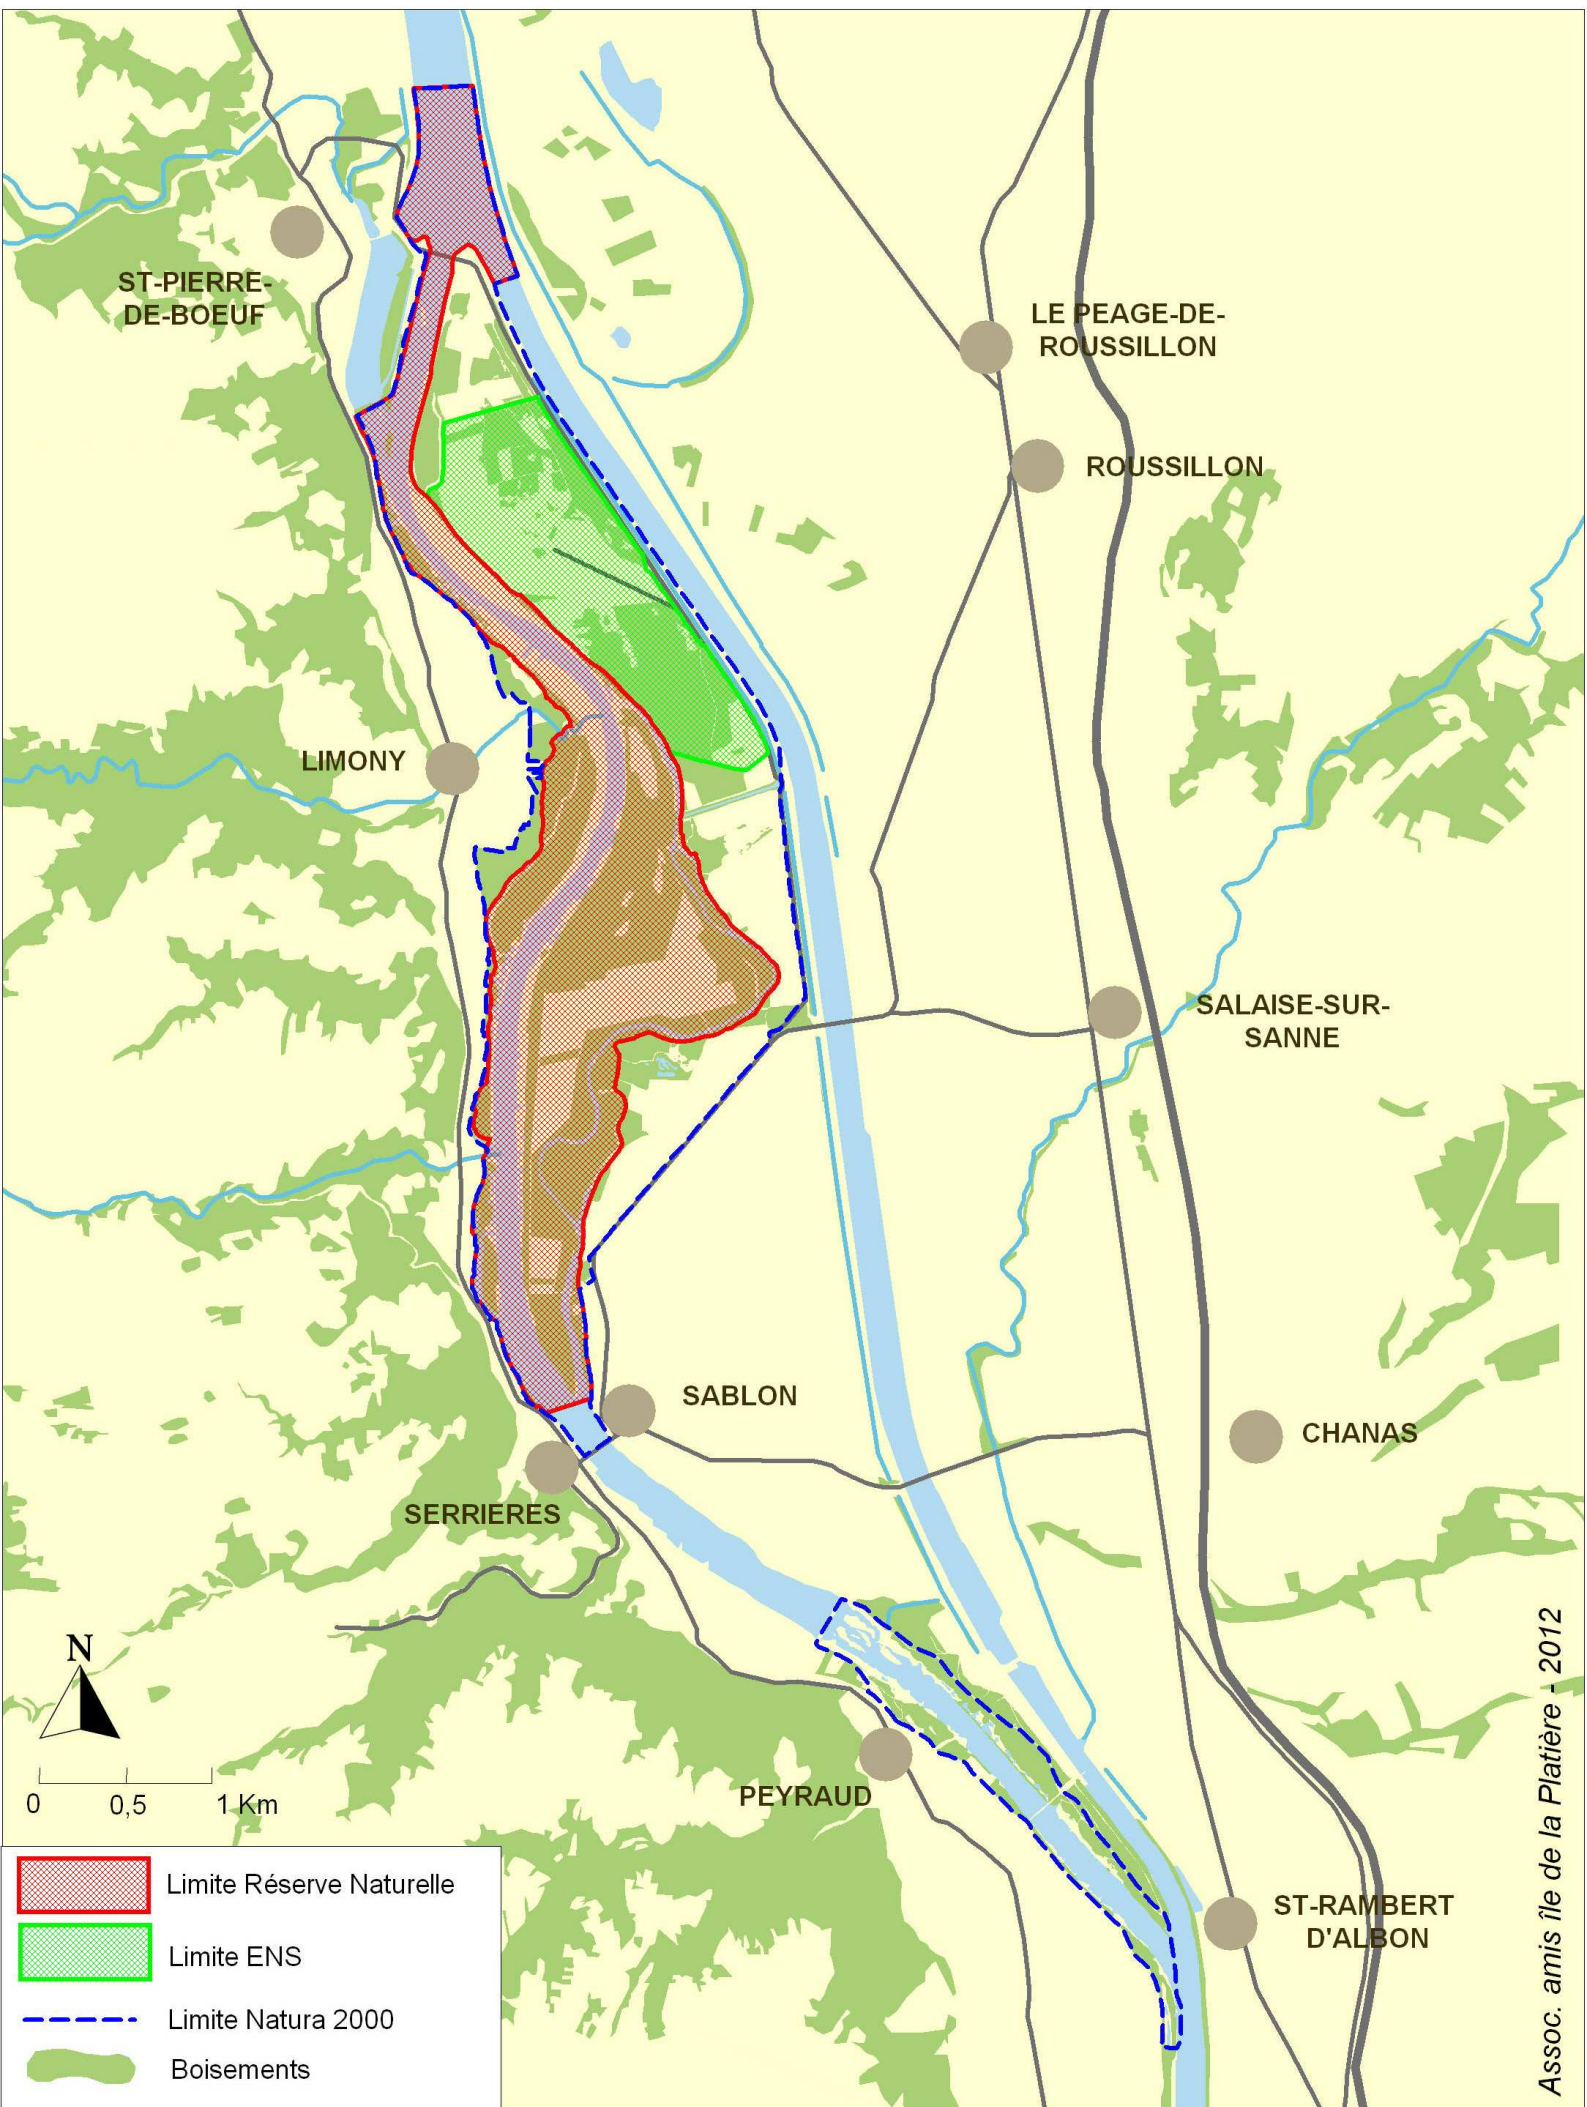 ST-PIERRE-
DE-BOEUF
LE PEAGE-DE-
ROUSSILLON
ROUSSILLON
LIMONY
SALAISE-SUR-
SANNE
SABLON
CHANAS
SERRIERES
PEYRAUD
ST-RAMBERT
D'ALBON
N
0 0,5 1 Km
Limite Réserve Naturelle
Limite ENS
Limite Natura 2000
Boisements
Assoc. amis île de la Platière - 2012